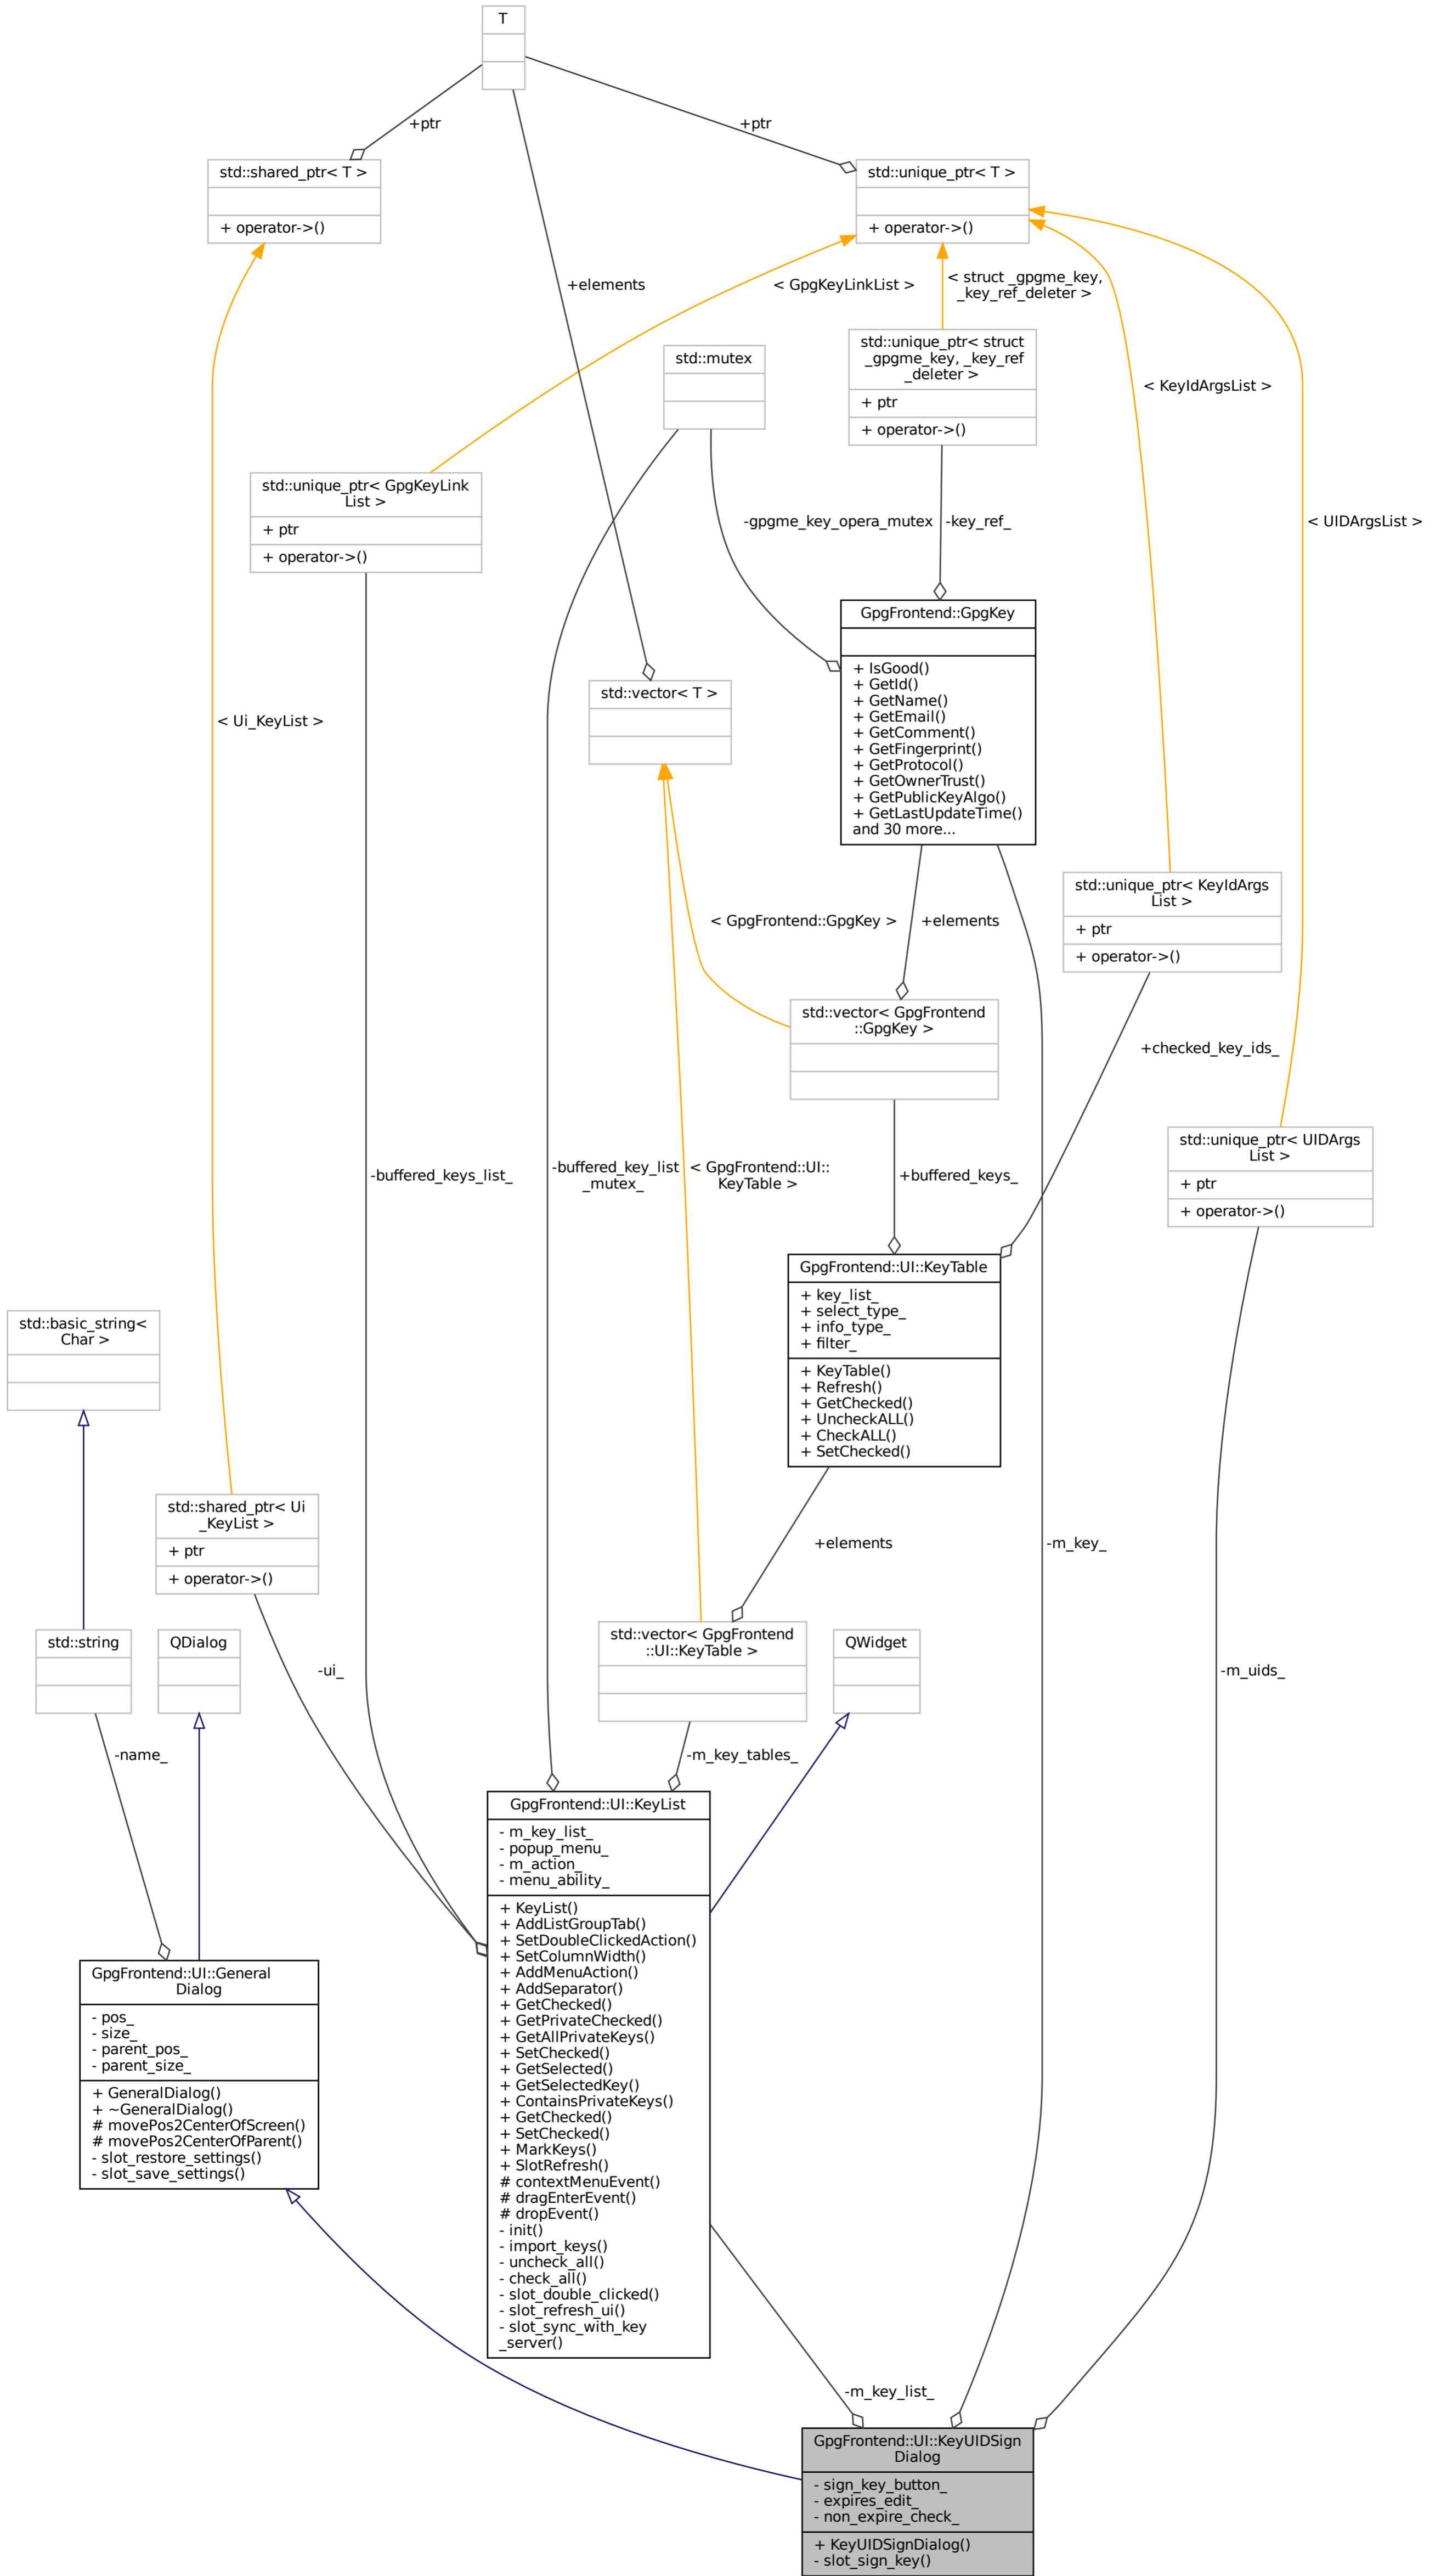 T
+ptr
+ptr
std::shared_ptr< T >
+ operator->()
std::unique_ptr< T >
+ operator->()
+elements
< GpgKeyLinkList >
< struct _gpgme_key,
_key_ref_deleter >
std::mutex
std::unique_ptr< struct
_gpgme_key, _key_ref
_deleter >
+ ptr
+ operator->()
< KeyIdArgsList >
std::unique_ptr< GpgKeyLink
List >
+ ptr
+ operator->()
-gpgme_key_opera_mutex
-key_ref_
< UIDArgsList >
GpgFrontend::GpgKey
+ IsGood()
+ GetId()
+ GetName()
+ GetEmail()
+ GetComment()
+ GetFingerprint()
+ GetProtocol()
+ GetOwnerTrust()
+ GetPublicKeyAlgo()
+ GetLastUpdateTime()
and 30 more...
std::vector< T >
< Ui_KeyList >
std::unique_ptr< KeyIdArgs
List >
+ ptr
+ operator->()
< GpgFrontend::GpgKey >
+elements
std::vector< GpgFrontend
::GpgKey >
+checked_key_ids_
std::unique_ptr< UIDArgs
List >
+ ptr
+ operator->()
-buffered_keys_list_
-buffered_key_list
_mutex_
< GpgFrontend::UI::
KeyTable >
+buffered_keys_
GpgFrontend::UI::KeyTable
+ key_list_
+ select_type_
+ info_type_
+ filter_
+ KeyTable()
+ Refresh()
+ GetChecked()
+ UncheckALL()
+ CheckALL()
+ SetChecked()
std::basic_string<
Char >
std::shared_ptr< Ui
_KeyList >
+ ptr
+ operator->()
+elements
-m_key_
std::string
QDialog
-ui_
std::vector< GpgFrontend
::UI::KeyTable >
QWidget
-m_uids_
-name_
-m_key_tables_
GpgFrontend::UI::KeyList
- m_key_list_
- popup_menu_
- m_action_
- menu_ability_
+ KeyList()
+ AddListGroupTab()
+ SetDoubleClickedAction()
+ SetColumnWidth()
+ AddMenuAction()
+ AddSeparator()
+ GetChecked()
+ GetPrivateChecked()
+ GetAllPrivateKeys()
+ SetChecked()
+ GetSelected()
+ GetSelectedKey()
+ ContainsPrivateKeys()
+ GetChecked()
+ SetChecked()
+ MarkKeys()
+ SlotRefresh()
# contextMenuEvent()
# dragEnterEvent()
# dropEvent()
- init()
- import_keys()
- uncheck_all()
- check_all()
- slot_double_clicked()
- slot_refresh_ui()
- slot_sync_with_key
_server()
GpgFrontend::UI::General
Dialog
- pos_
- size_
- parent_pos_
- parent_size_
+ GeneralDialog()
+ ~GeneralDialog()
# movePos2CenterOfScreen()
# movePos2CenterOfParent()
- slot_restore_settings()
- slot_save_settings()
-m_key_list_
GpgFrontend::UI::KeyUIDSign
Dialog
- sign_key_button_
- expires_edit_
- non_expire_check_
+ KeyUIDSignDialog()
- slot_sign_key()